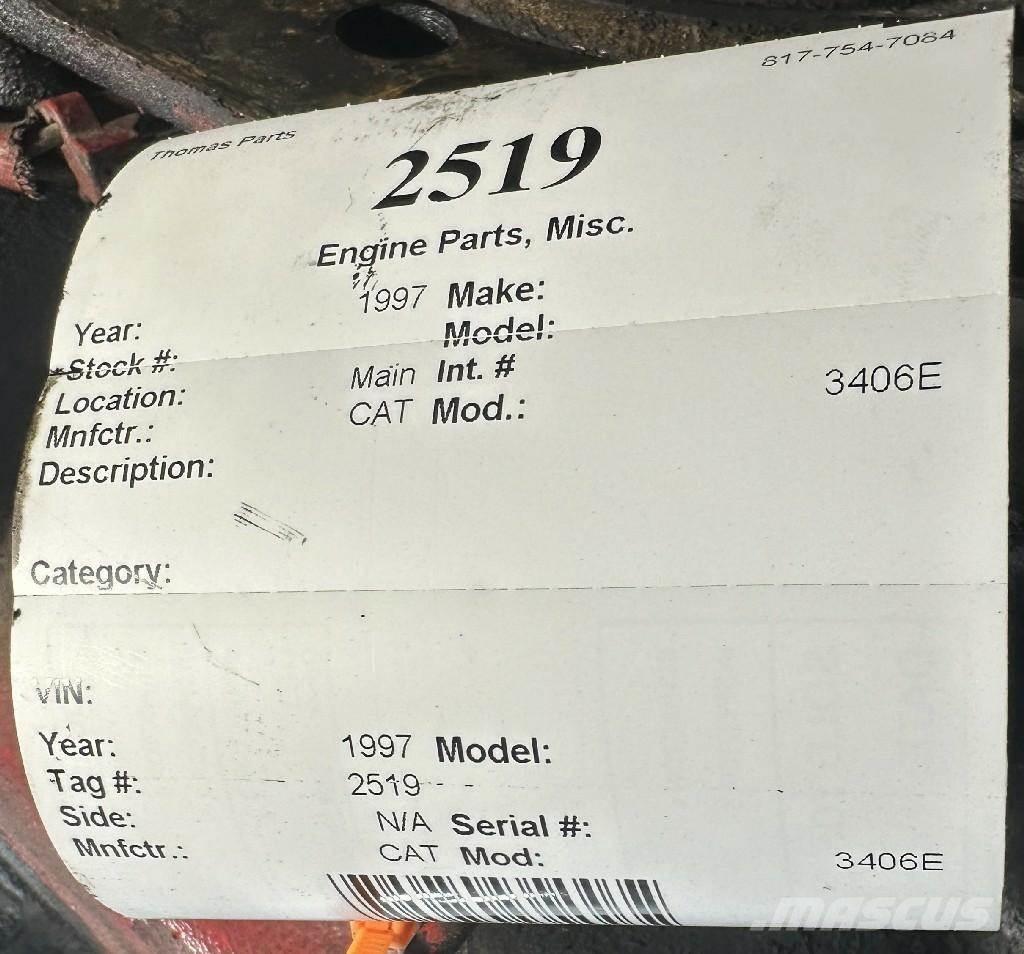 817-754-7084
Thomas Parts
2519
Engine Parts, Misc.
Year: 1997 Make:
Stock #: Model:
Location: Main Int. #
Mnfctr.: CAT Mod.: 3406E
Description:
Category:
VIN:
Year: 1997 Model:
Tag #: 2519
Side: N/A Serial #:
Mnfctr.: CAT Mod: 3406E
MASCUS